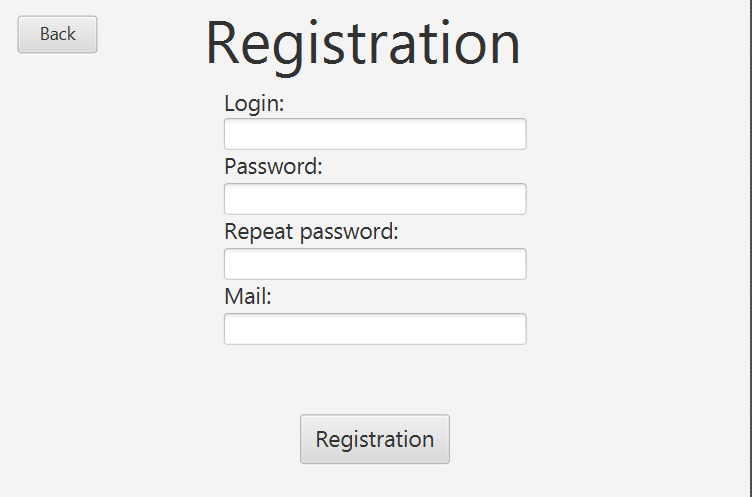 Back
Registration
Login:
Password:
Repeat password:
Mail:
Registration